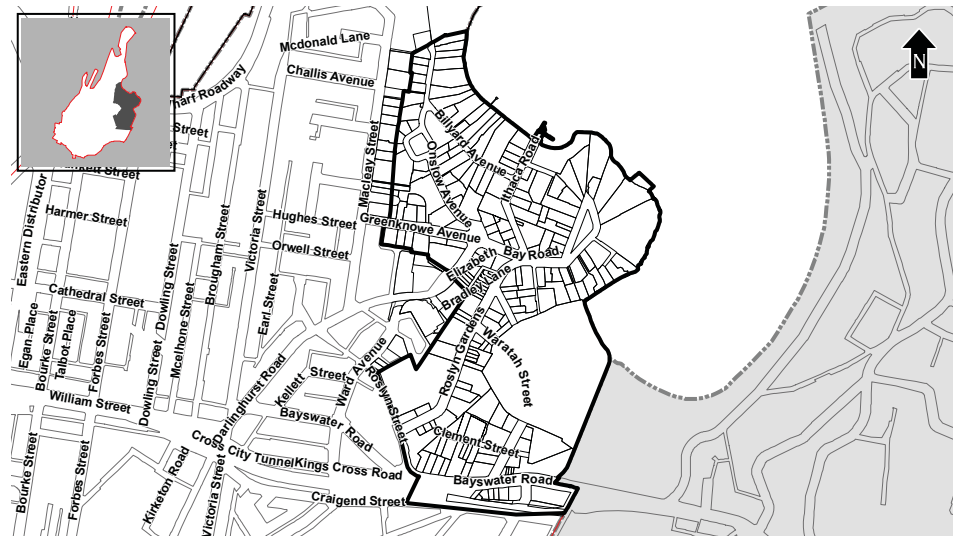 Mcdonald Lane
N
Challis Avenue
Wharf Roadway
Street
Billyard Avenue
Ithaca Road
Macleay Street
Onslow Avenue
Street
Harmer Street
Hughes Street
Greenknowe Avenue
Eastern Distributor
Victoria Street
Brougham Street
Orwell Street
Bay Road
Elizabeth
Bradley Lane
Cathedral Street
Dowling Street
Earl Street
Egan Place
Bourke Street
Talbot Place
Forbes Street
Mcelhone Street
Waratah Street
Roslyn Gardens
Ward Avenue
Kellett Street
Darlinghurst Road
Roslyn Street
William Street
Dowling Street
Bayswater Road
Clement Street
Cross City Tunnel
Kings Cross Road
Bayswater Road
Bourke Street
Forbes Street
Kirketon Road
Victoria Street
Craigend Street